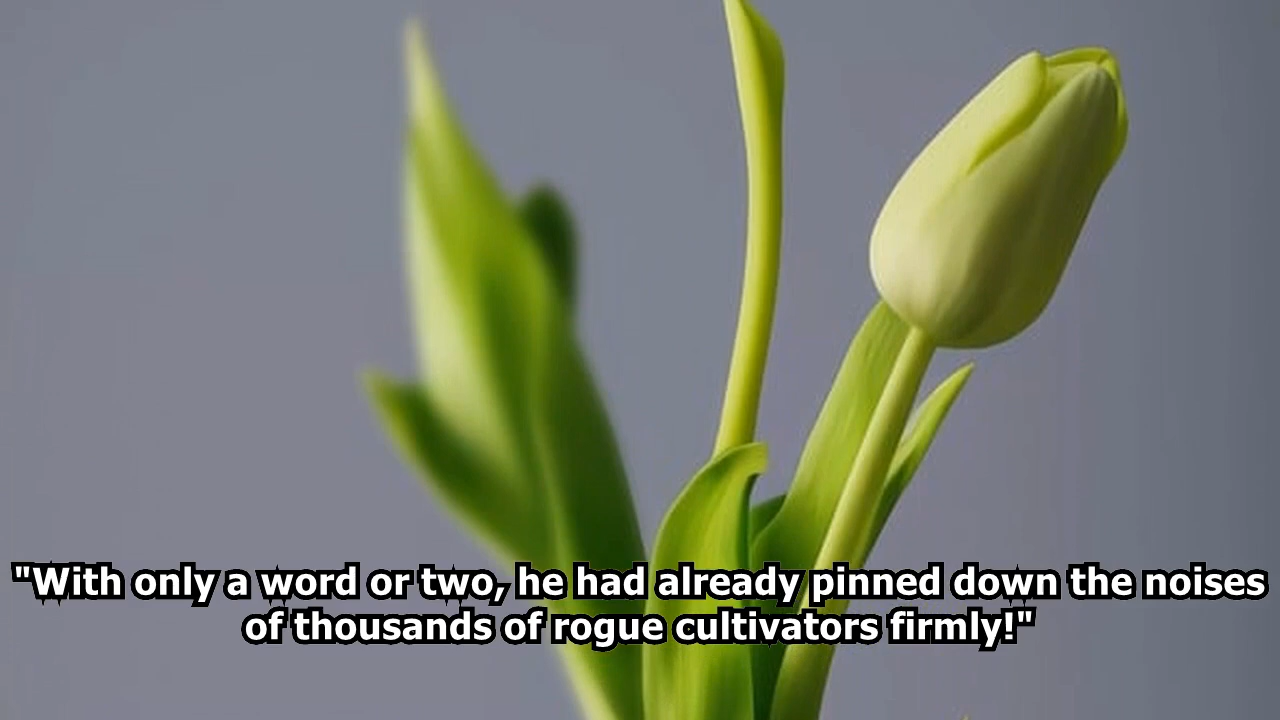 "With only a word or two, he had already pinned down the noises
of thousands of rogue cultivators firmly!"